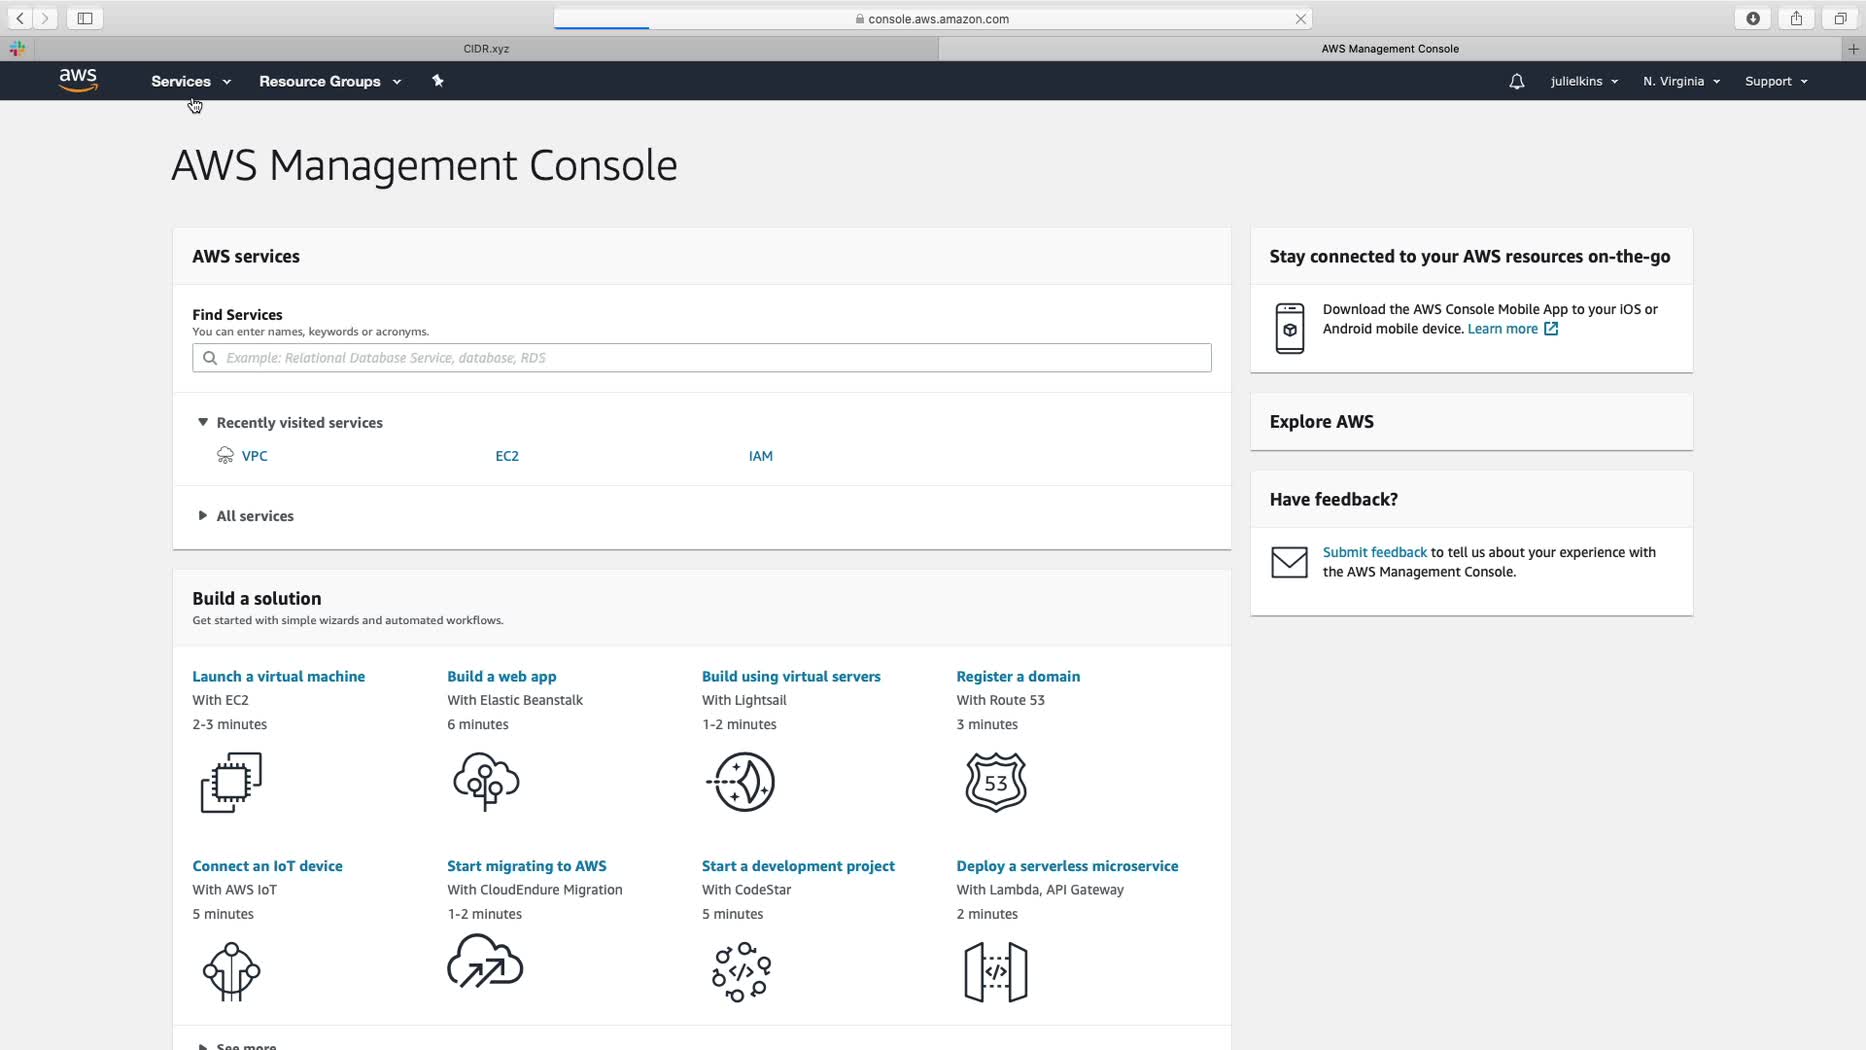 console.aws.amazon.com
CIDR.xyz
AWS Management Console
aws
Services
Resource Groups
julielkins
N. Virginia
Support
AWS Management Console
AWS services
Find Services
You can enter names, keywords or acronyms.
Example: Relational Database Service, database, RDS
Recently visited services
VPC
EC2
IAM
All services
Stay connected to your AWS resources on-the-go
Download the AWS Console Mobile App to your iOS or
Android mobile device. Learn more
Explore AWS
Have feedback?
Submit feedback to tell us about your experience with
the AWS Management Console.
Build a solution
Get started with simple wizards and automated workflows.
Launch a virtual machine
With EC2
2-3 minutes
Build a web app
With Elastic Beanstalk
6 minutes
Build using virtual servers
With Lightsail
1-2 minutes
Register a domain
With Route 53
3 minutes
53
Connect an IoT device
With AWS IoT
5 minutes
Start migrating to AWS
With CloudEndure Migration
1-2 minutes
Start a development project
With CodeStar
5 minutes
</>
Deploy a serverless microservice
With Lambda, API Gateway
2 minutes
</>
See more